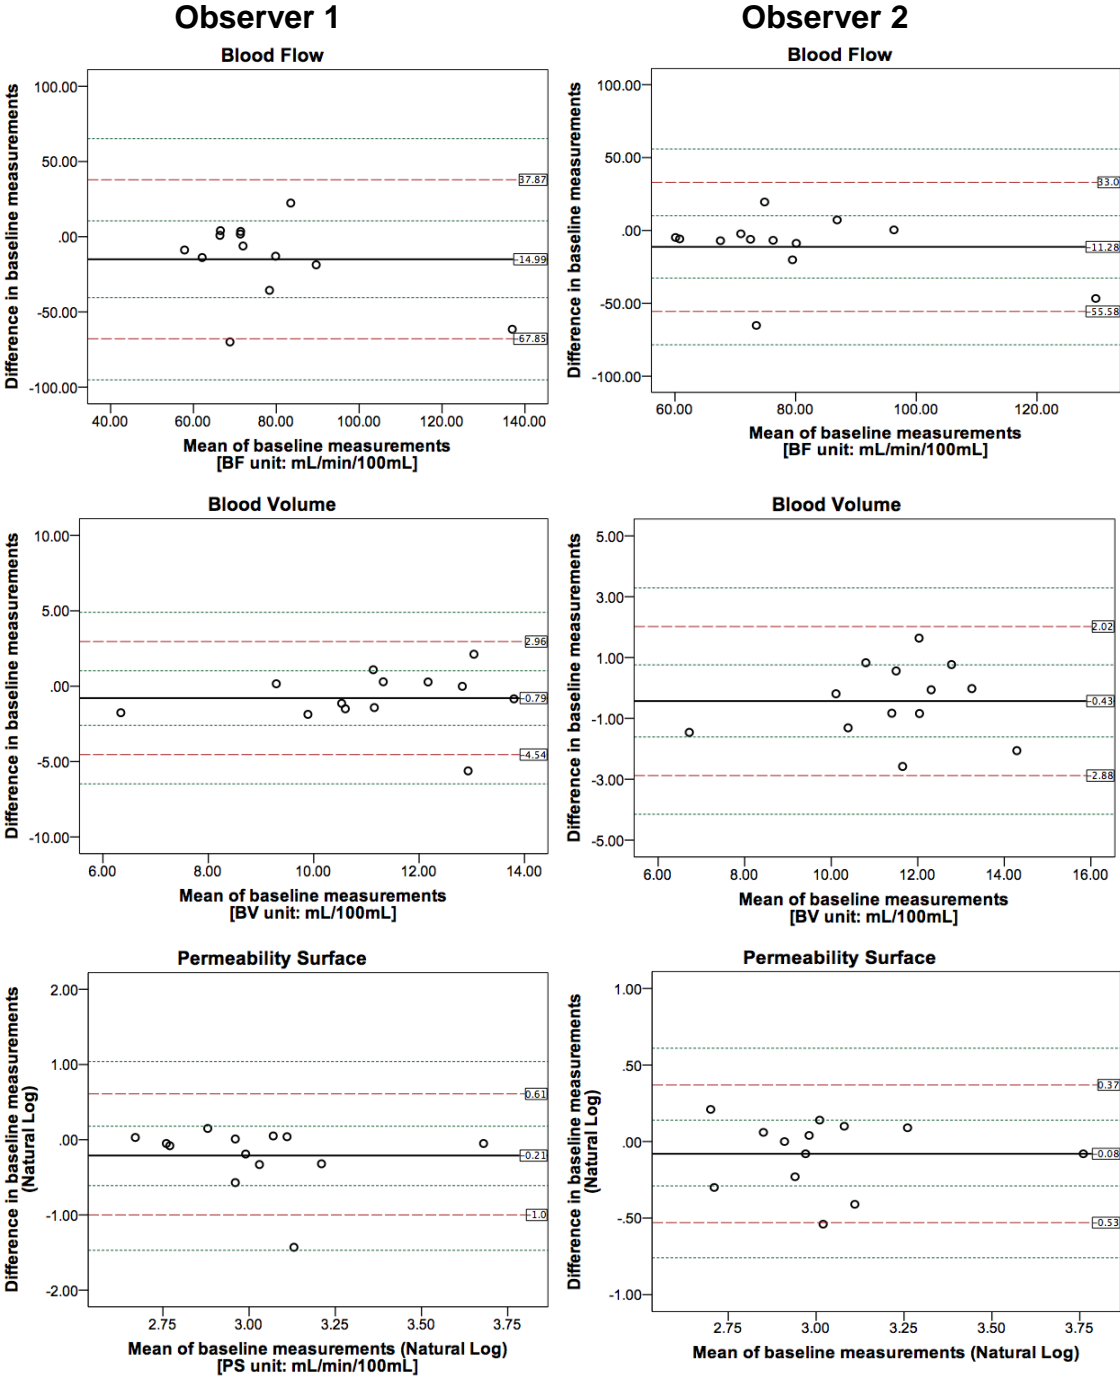 Observer 1
Observer 2
Blood Flow
Difference in baseline measurements
100.00
50.00
.00
-50.00
-100.00
37.87
-14.99
-67.85
40.00 60.00 80.00 100.00 120.00 140.00
Mean of baseline measurements
[BF unit: mL/min/100mL]
Blood Flow
Difference in baseline measurements
100.00
50.00
.00
-50.00
-100.00
33.0
-11.28
-55.58
60.00 80.00 100.00 120.00
Mean of baseline measurements
[BF unit: mL/min/100mL]
Blood Volume
Difference in baseline measurements
10.00
5.00
.00
-5.00
-10.00
2.96
-0.79
-4.54
6.00 8.00 10.00 12.00 14.00
Mean of baseline measurements
[BV unit: mL/100mL]
Blood Volume
Difference in baseline measurements
5.00
3.00
1.00
-1.00
-3.00
-5.00
2.02
-0.43
-2.88
6.00 8.00 10.00 12.00 14.00 16.00
Mean of baseline measurements
[BV unit: mL/100mL]
Permeability Surface
Difference in baseline measurements
(Natural Log)
2.00
1.00
.00
-1.00
-2.00
0.61
-0.21
-1.0
2.75 3.00 3.25 3.50 3.75
Mean of baseline measurements (Natural Log)
[PS unit: mL/min/100mL]
Permeability Surface
Difference in baseline measurements
(Natural Log)
1.00
.50
.00
-.50
-1.00
0.37
-0.08
-0.53
2.75 3.00 3.25 3.50 3.75
Mean of baseline measurements (Natural Log)